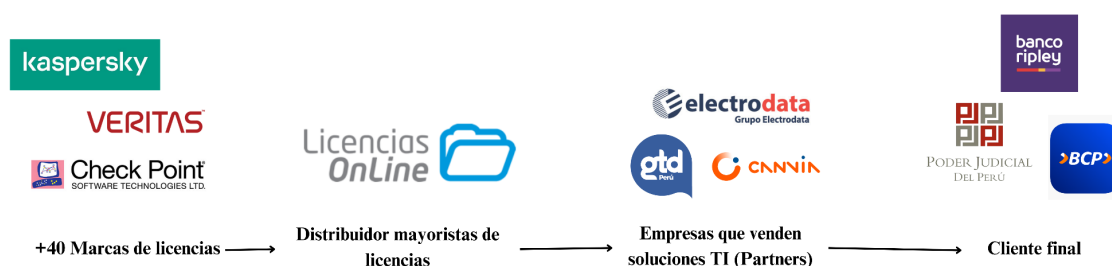 kaspersky
VERITAS
Check Point
SOFTWARE TECHNOLOGIES LTD.
+40 Marcas de licencias
Licencias
OnLine
Distribuidor mayoristas de
licencias
electrodata
Grupo Electrodata
gtd
Perú
CANVIA
Empresas que venden
soluciones TI (Partners)
banco
ripley
PJPJ
PJPJ
PODER JUDICIAL
DEL PERÚ
BCP
Cliente final